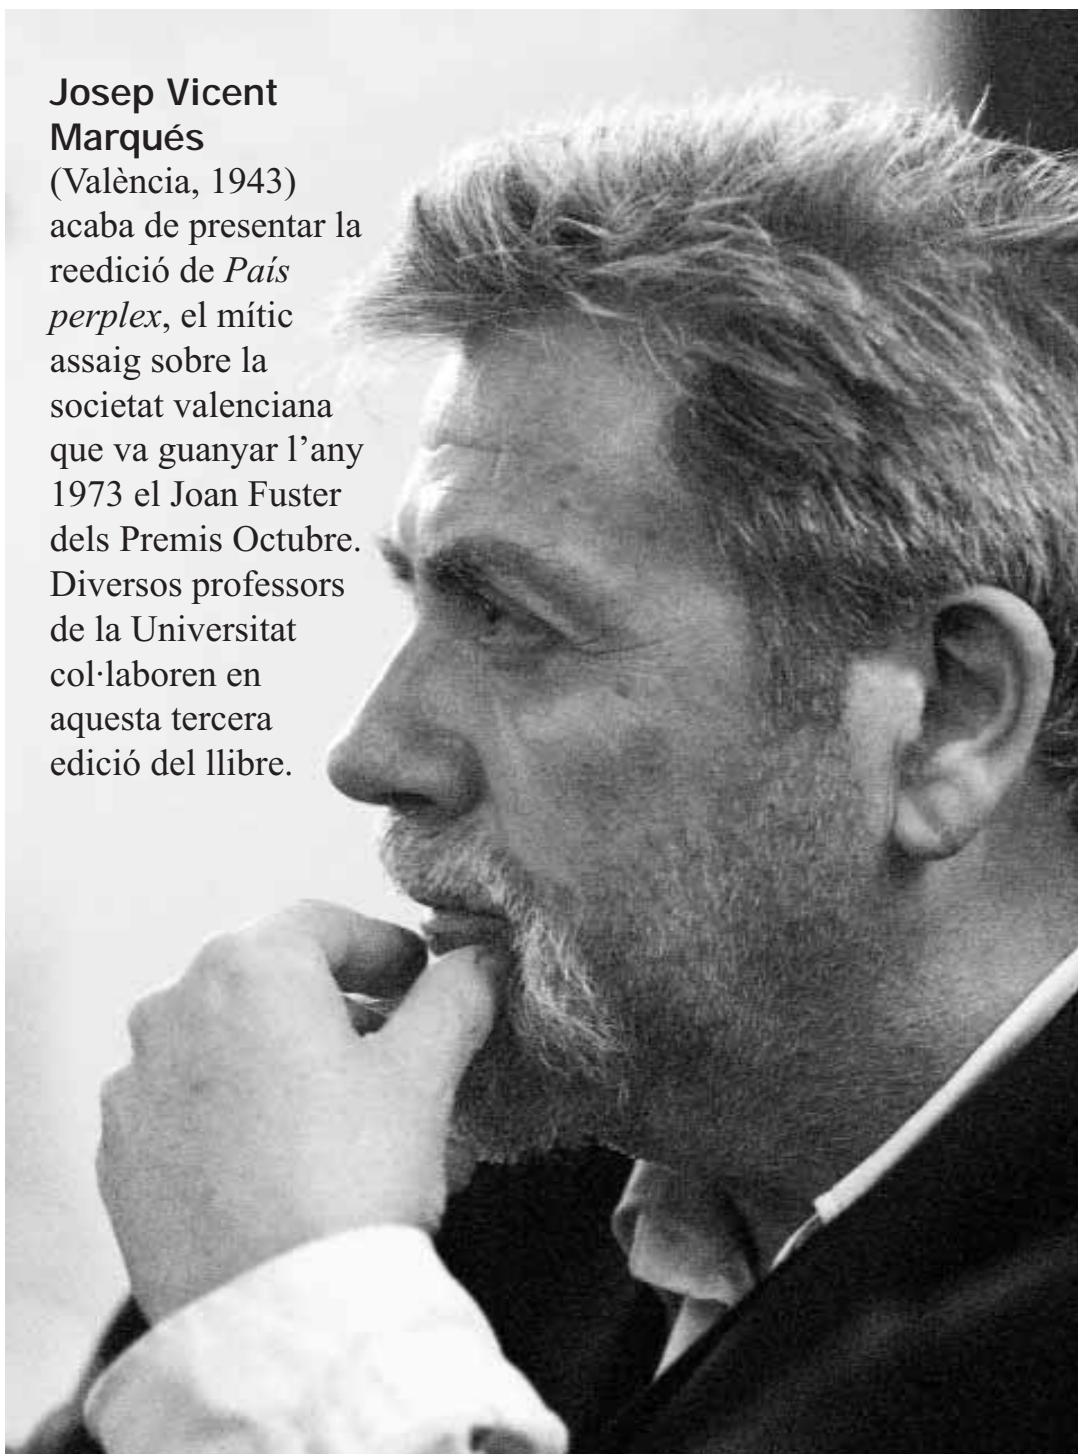 Josep Vicent
Marqués
(València, 1943)
acaba de presentar la
reedició de País
perplex, el mític
assaig sobre la
societat valenciana
que va guanyar l’any
1973 el Joan Fuster
dels Premis Octubre.
Diversos professors
de la Universitat
col·laboren en
aquesta tercera
edició del llibre.